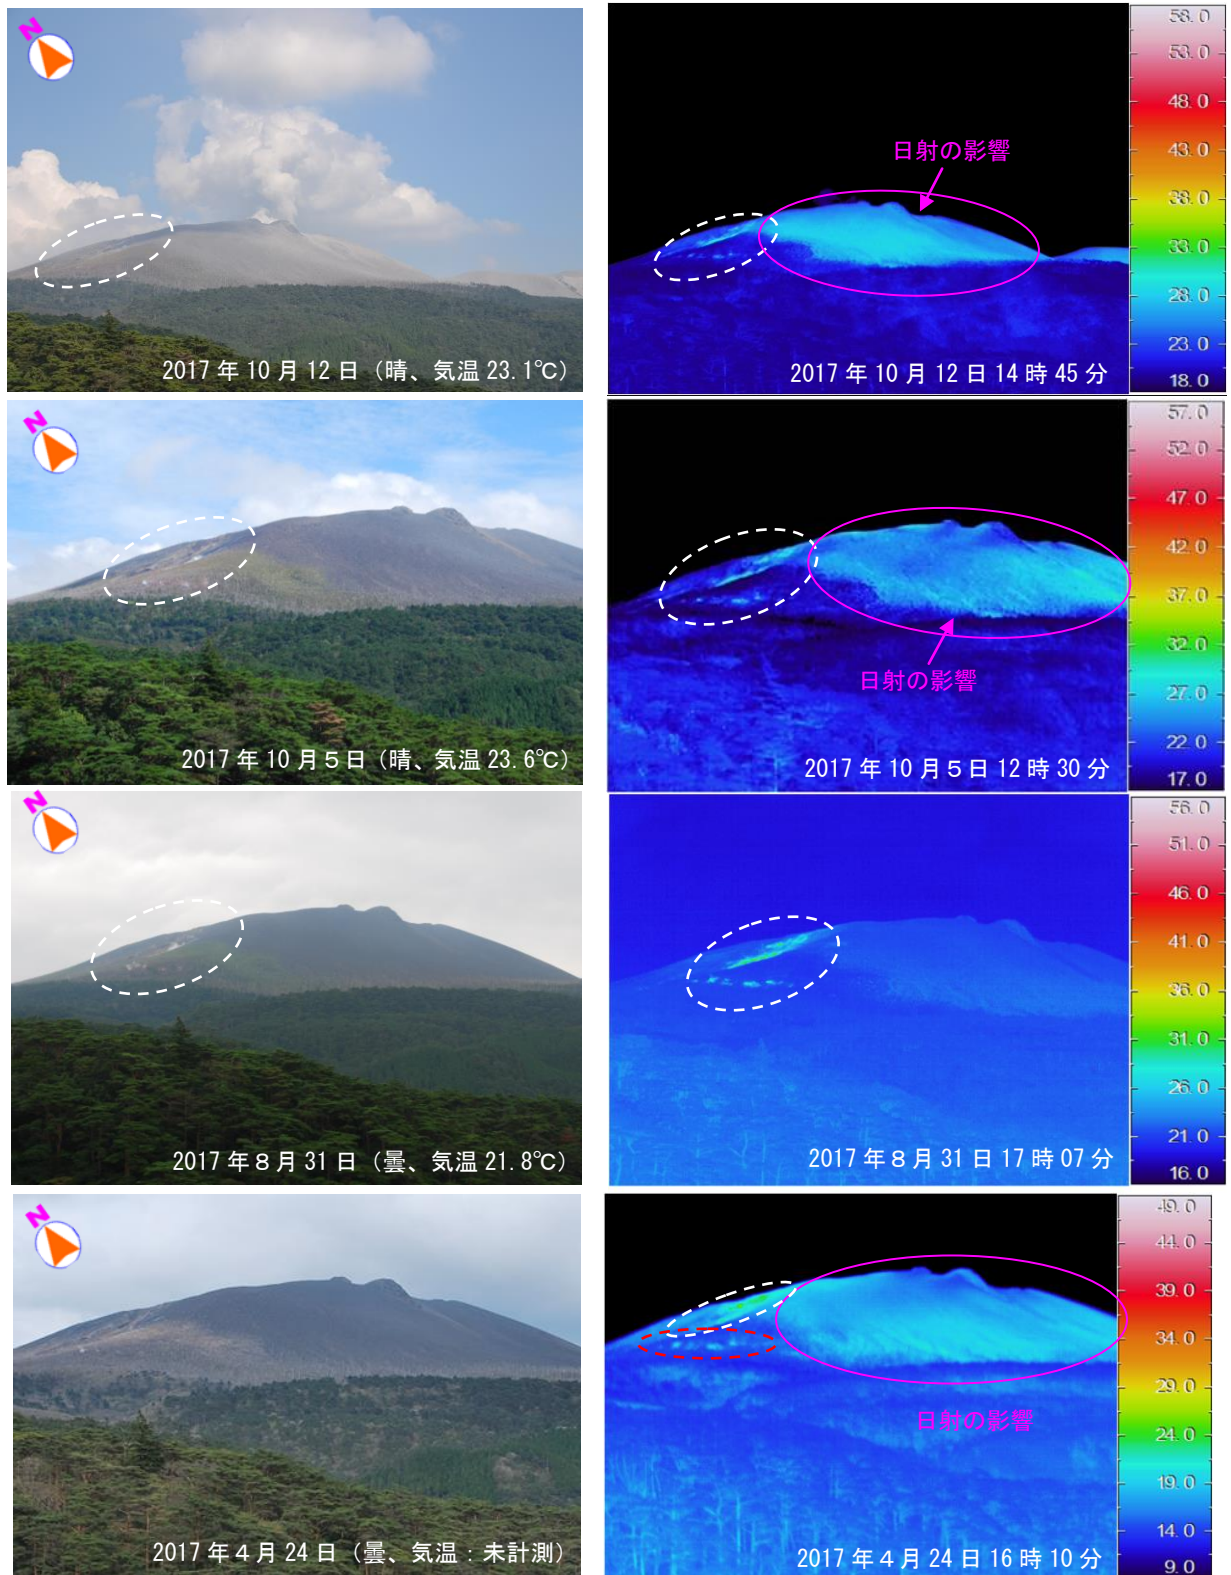 N
2017年10月12日（晴、気温23.1℃）
日射の影響
2017年10月12日14時45分
58.0
53.0
48.0
43.0
38.0
33.0
28.0
23.0
18.0
N
2017年10月５日（晴、気温23.6℃）
日射の影響
2017年10月５日12時30分
57.0
52.0
47.0
42.0
37.0
32.0
27.0
22.0
17.0
N
2017年８月31日（曇、気温21.8℃）
2017年８月31日17時07分
56.0
51.0
46.0
41.0
36.0
31.0
26.0
21.0
16.0
N
2017年４月24日（曇、気温：未計測）
日射の影響
2017年４月24日16時10分
49.0
44.0
39.0
34.0
29.0
24.0
19.0
14.0
9.0